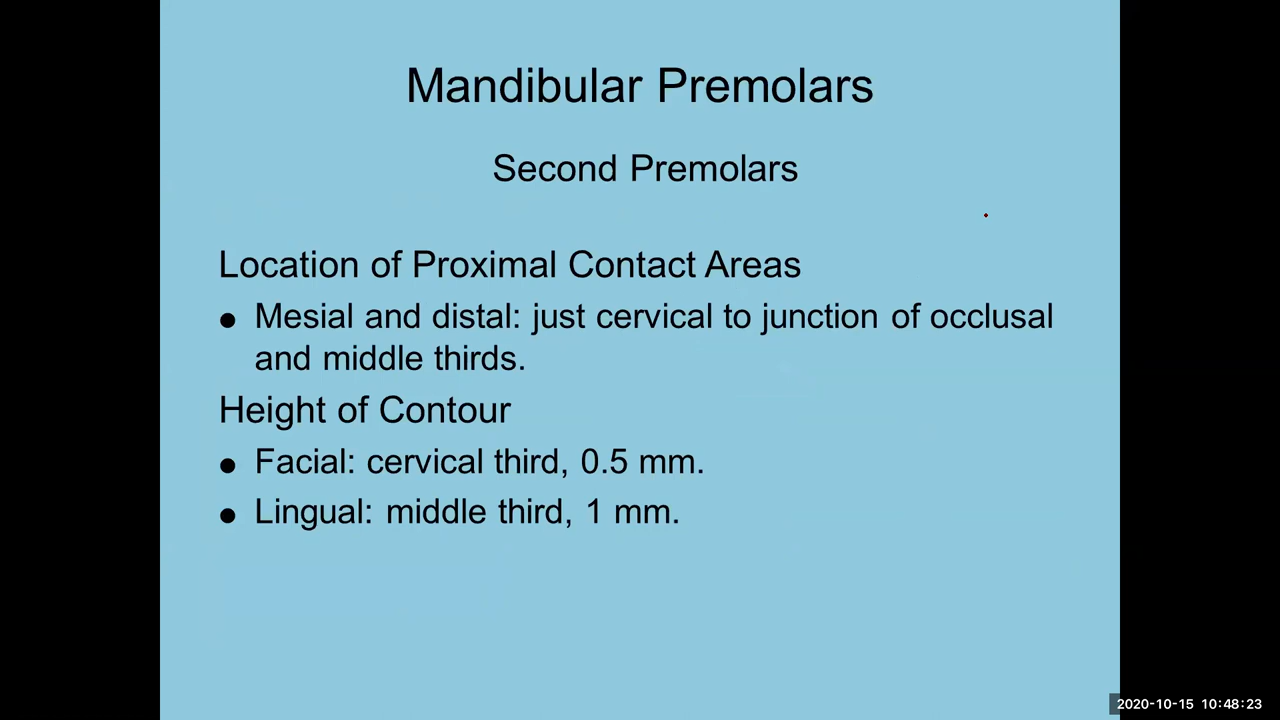 Mandibular Premolars
Second Premolars
Location of Proximal Contact Areas
● Mesial and distal: just cervical to junction of occlusal
and middle thirds.
Height of Contour
● Facial: cervical third, 0.5 mm.
● Lingual: middle third, 1 mm.
2020-10-15 10:48:23